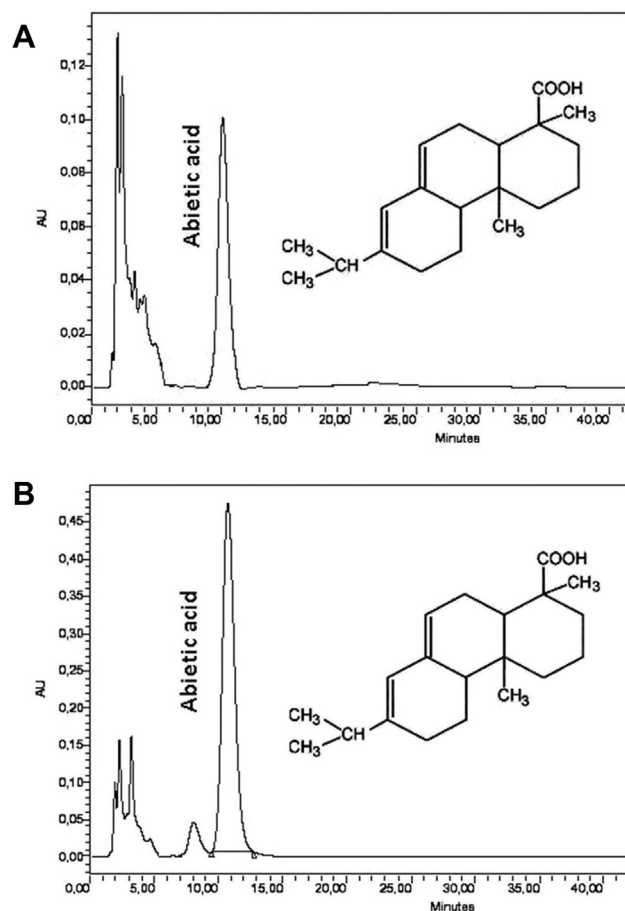 A
0,12
0,10
0,08
0,06
0,04
0,02
0,00
AU
Abietic acid
COOH
CH3
CH3
CH3
CH
CH3
0,00 5,00 10,00 15,00 20,00 25,00 30,00 35,00 40,00
Minutes
B
0,45
0,40
0,35
0,30
0,25
0,20
0,15
0,10
0,05
0,00
AU
Abietic acid
COOH
CH3
CH3
CH3
CH
CH3
0,00 5,00 10,00 15,00 20,00 25,00 30,00 35,00 40,00
Minutes